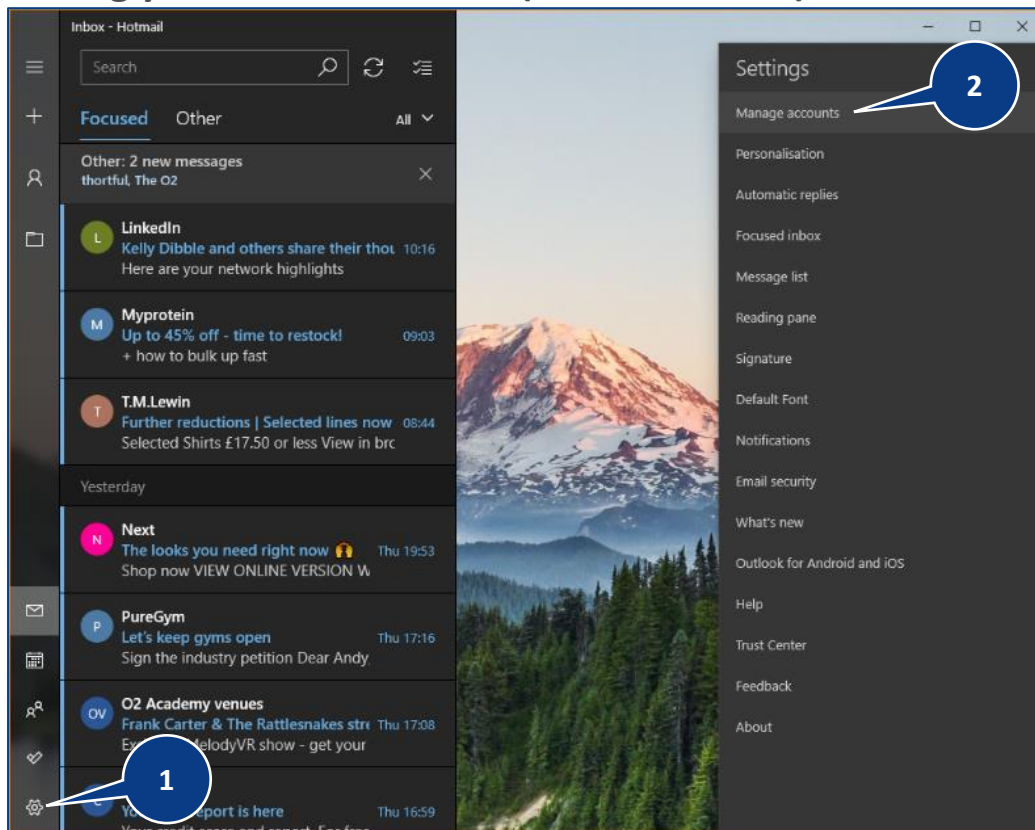 Inbox - Hotmail
Search
Focused Other All
Other: 2 new messages
thortful, The O2
L
LinkedIn
Kelly Dibble and others share their thou 10:16
Here are your network highlights
M
Myprotein
Up to 45% off - time to restock! 09:03
+ how to bulk up fast
T
T.M.Lewin
Further reductions | Selected lines now 08:44
Selected Shirts £17.50 or less View in brc
Yesterday
N
Next
The looks you need right now Thu 19:53
Shop now VIEW ONLINE VERSION W
P
PureGym
Let's keep gyms open Thu 17:16
Sign the industry petition Dear Andy
OV
O2 Academy venues
Frank Carter & The Rattlesnakes stre Thu 17:08
MelodyVR show - get your
is here Thu 16:59
1
Settings
2
Manage accounts
Personalisation
Automatic replies
Focused inbox
Message list
Reading pane
Signature
Default Font
Notifications
Email security
What's new
Outlook for Android and iOS
Help
Trust Center
Feedback
About